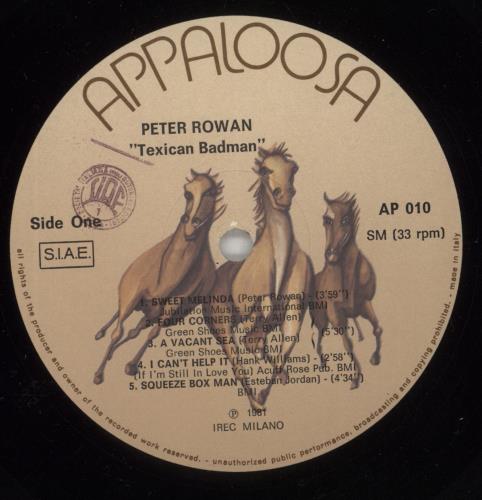 APPALOOSA
PETER ROWAN
"Texican Badman"
Side One
AP 010
S.I.A.E.
SM (33 rpm)
1. SWEET MELINDA (Peter Rowan) - (3'59")
Jubilation Music International BMI
2. FOUR CORNERS (Terry Allen)
Green Shoes Music BMI - (5'30")
3. A VACANT SEA (Terry Allen)
Green Shoes Music BMI
4. I CAN'T HELP IT (Hank Williams) - (2'58")
(If I'm Still In Love You) Acuff Rose Pub. BMI
5. SQUEEZE BOX MAN (Esteban Jordan) - (4'34")
BMI
℗ 1981
IREC MILANO
all rights of the producer and owner of the recorded work reserved. - unauthorized public performance, broadcasting and copying prohibited. - made in italy